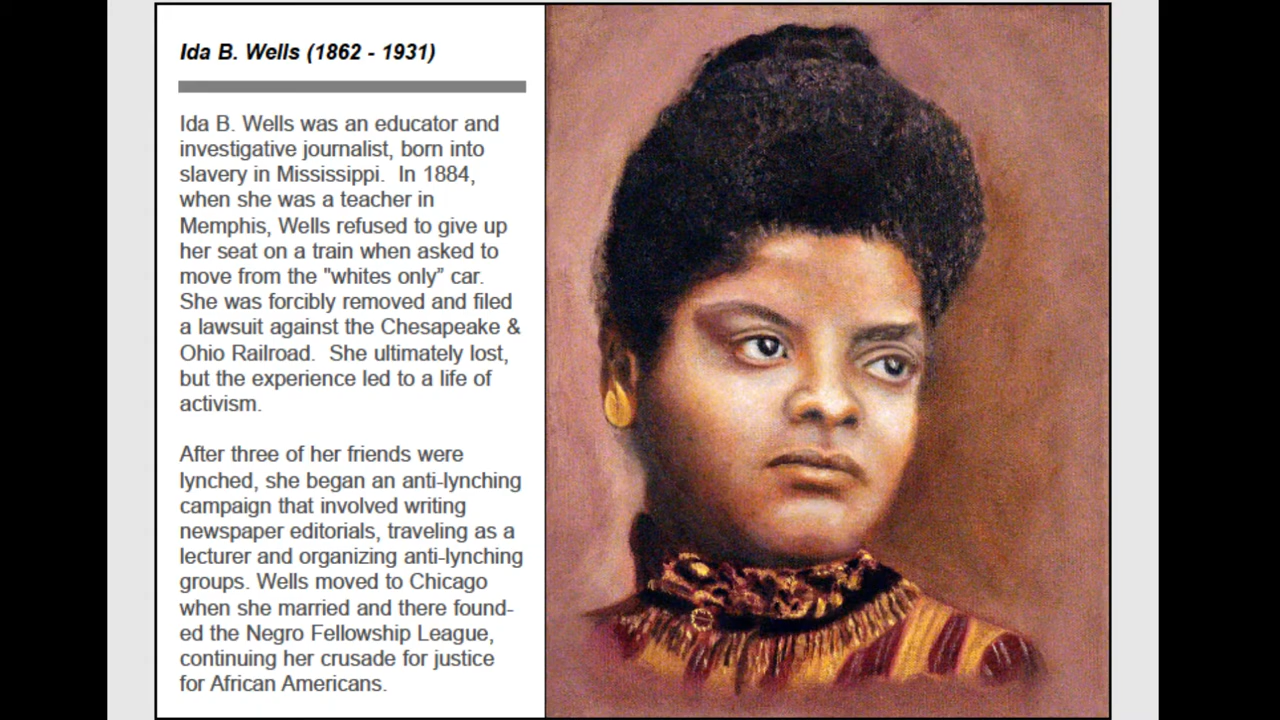 Ida B. Wells (1862 - 1931)
Ida B. Wells was an educator and
investigative journalist, born into
slavery in Mississippi.  In 1884,
when she was a teacher in
Memphis, Wells refused to give up
her seat on a train when asked to
move from the "whites only” car.
She was forcibly removed and filed
a lawsuit against the Chesapeake &
Ohio Railroad.  She ultimately lost,
but the experience led to a life of
activism.
After three of her friends were
lynched, she began an anti-lynching
campaign that involved writing
newspaper editorials, traveling as a
lecturer and organizing anti-lynching
groups. Wells moved to Chicago
when she married and there found-
ed the Negro Fellowship League,
continuing her crusade for justice
for African Americans.